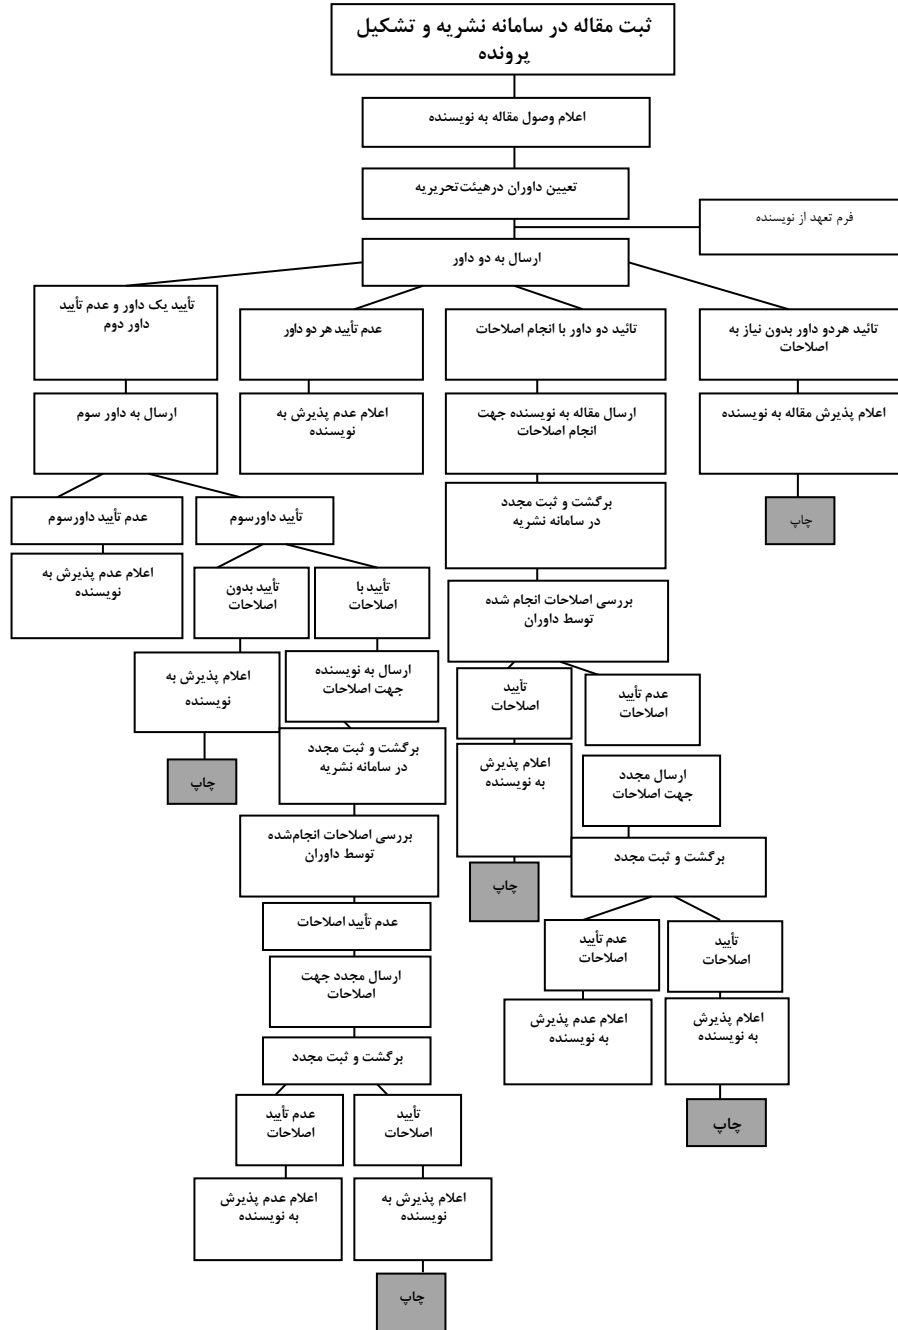 ثبت مقاله در سامانه نشریه و تشکیل
پرونده
اعلام وصول مقاله به نویسنده
تعیین داوران درهیئت‌تحریریه
فرم تعهد از نویسنده
ارسال به دو داور
تائید هردو داور بدون نیاز به
اصلاحات
تائید دو داور با انجام اصلاحات
عدم تأیید هر دو داور
تأیید یک داور و عدم تأیید
داور دوم
اعلام پذیرش مقاله به نویسنده
ارسال مقاله به نویسنده جهت
انجام اصلاحات
اعلام عدم پذیرش به
نویسنده
ارسال به داور سوم
چاپ
برگشت و ثبت مجدد
در سامانه نشریه
تأیید داورسوم
عدم تأیید داورسوم
اعلام عدم پذیرش به
نویسنده
بررسی اصلاحات انجام شده
توسط داوران
تأیید با
اصلاحات
تأیید بدون
اصلاحات
ارسال به نویسنده
جهت اصلاحات
اعلام پذیرش به
نویسنده
عدم تأیید
اصلاحات
تأیید
اصلاحات
برگشت و ثبت مجدد
در سامانه نشریه
چاپ
ارسال مجدد
جهت اصلاحات
اعلام پذیرش
به نویسنده
بررسی اصلاحات انجام‌شده
توسط داوران
برگشت و ثبت مجدد
چاپ
عدم تأیید اصلاحات
تأیید
اصلاحات
عدم تأیید
اصلاحات
ارسال مجدد جهت
اصلاحات
اعلام پذیرش
به نویسنده
اعلام عدم پذیرش
به نویسنده
برگشت و ثبت مجدد
چاپ
تأیید
اصلاحات
عدم تأیید
اصلاحات
اعلام پذیرش به
نویسنده
اعلام عدم پذیرش
به نویسنده
چاپ